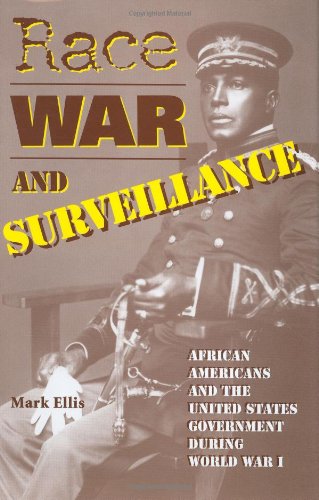 Race
WAR
AND
SURVEILLANCE
AFRICAN
AMERICANS
AND THE
UNITED STATES
GOVERNMENT
DURING
WORLD WAR I
Mark Ellis